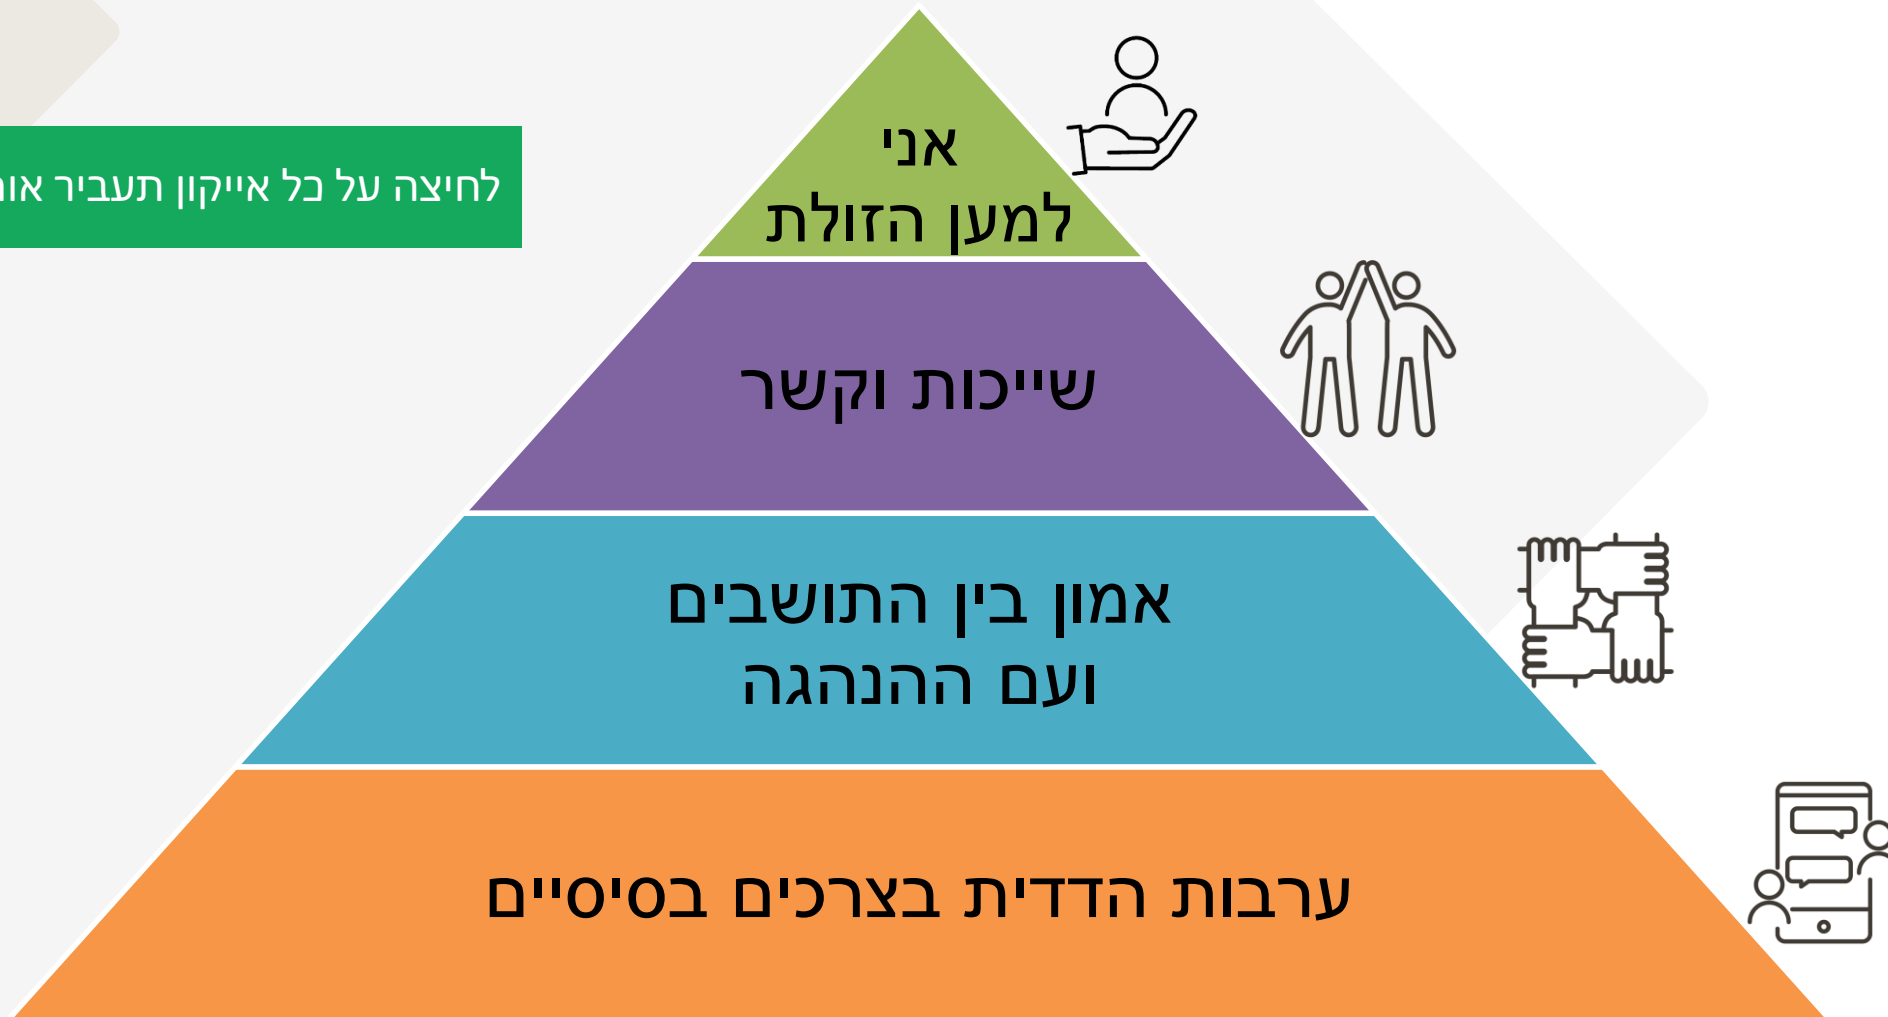 אני
למען הזולת
לחיצה על כל אייקון תעביר
שייכות וקשר
אמון בין התושבים
ועם ההנהגה
ערבות הדדית בצרכים בסיסיים